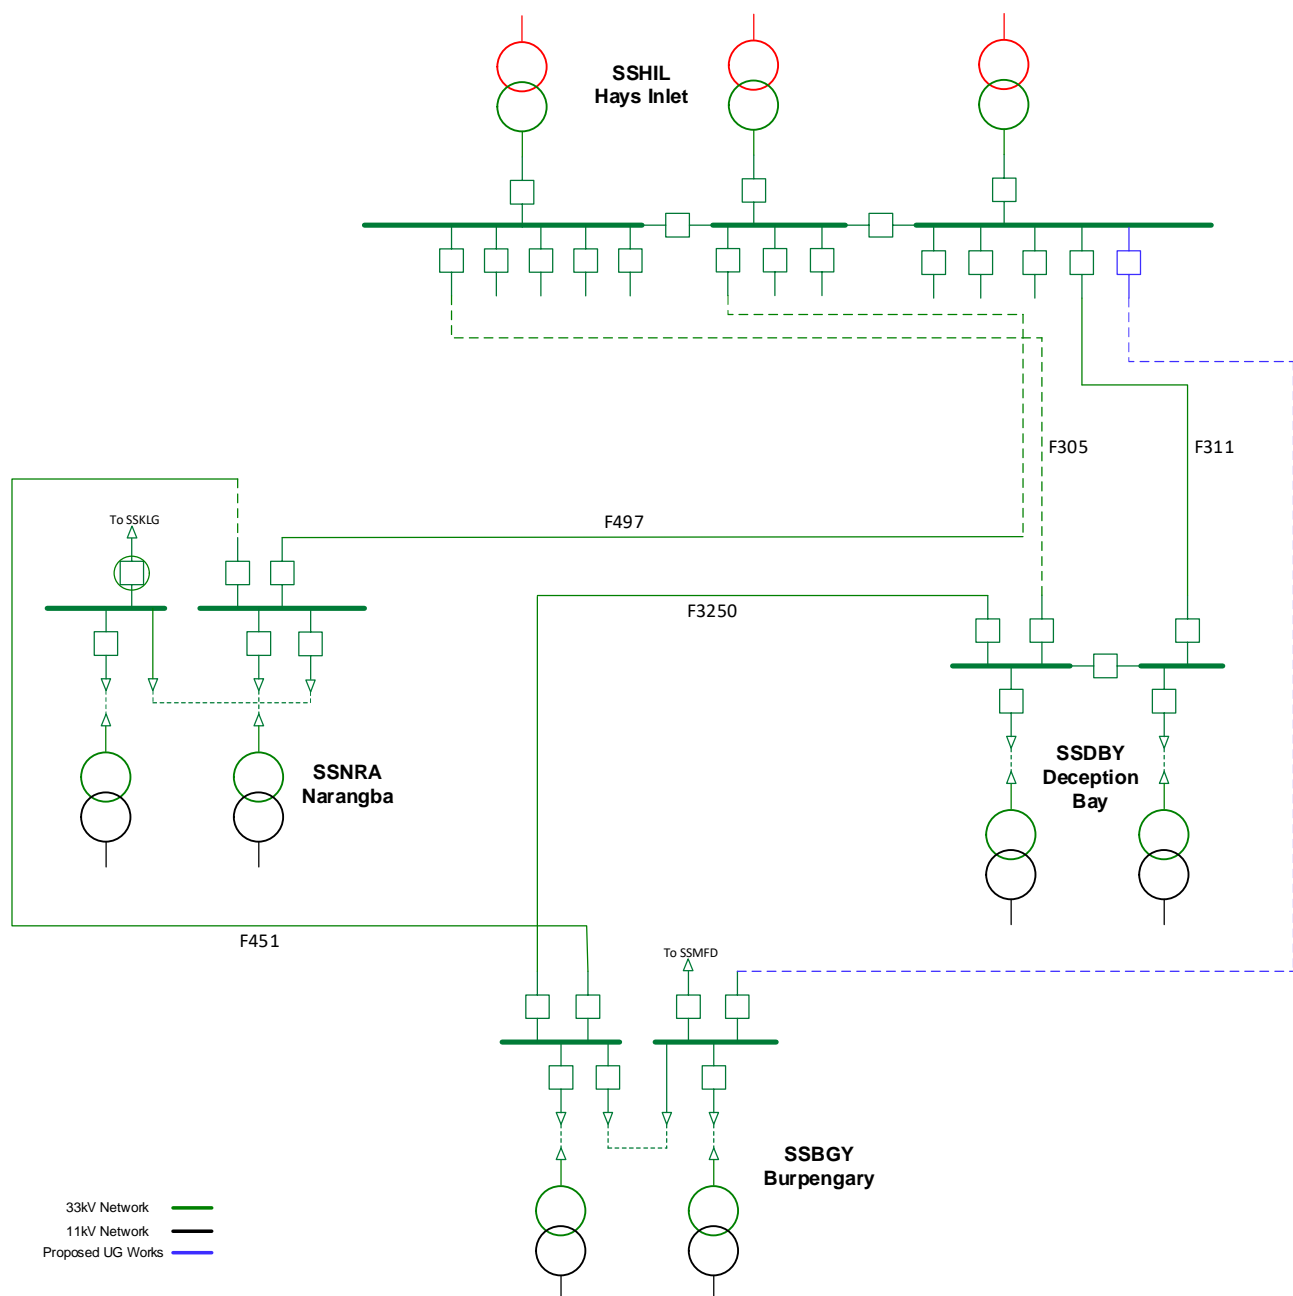 SSHIL
Hays Inlet
F305
F311
To SSKLG
F497
F3250
SSNRA
Narangba
SSDBY
Deception
Bay
F451
To SSMFD
SSBGY
Burpengary
33kV Network
11kV Network
Proposed UG Works